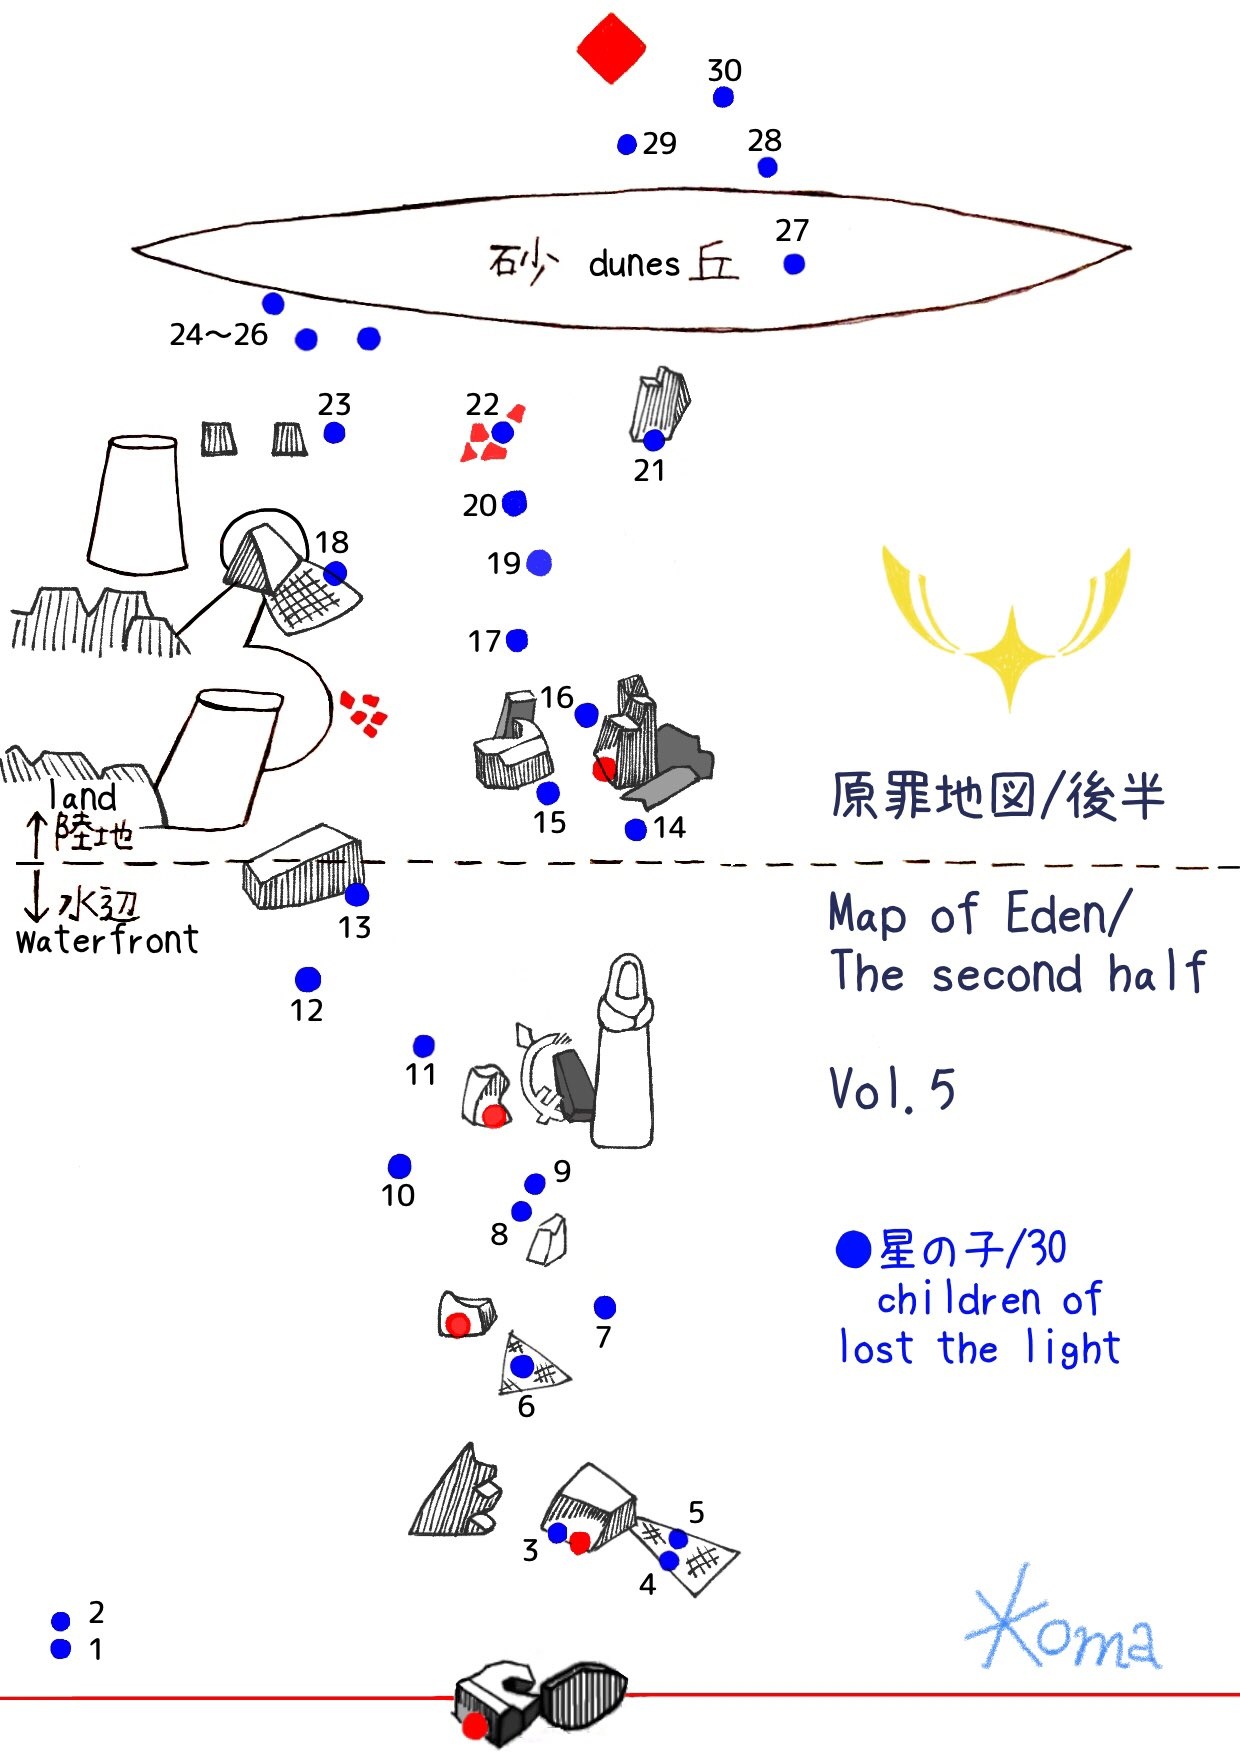 30
29
28
27
砂 dunes 丘
24〜26
23
22
21
20
18
19
17
16
land
陸地
15
14
原罪地図/後半
水辺
waterfront
13
Map of Eden/
The second half
12
11
Vol.5
9
10
8
星の子/30
children of
lost the light
7
6
5
3
4
2
1
Koma